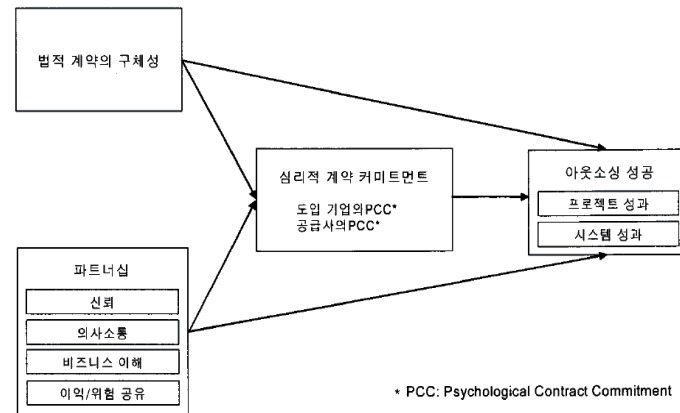 법적 계약의 구체성
심리적 계약 커미트먼트
도입 기업의PCC*
공급사의PCC*
아웃소싱 성공
프로젝트 성과
시스템 성과
파트너십
신뢰
의사소통
비즈니스 이해
이익/위험 공유
* PCC: Psychological Contract Commitment